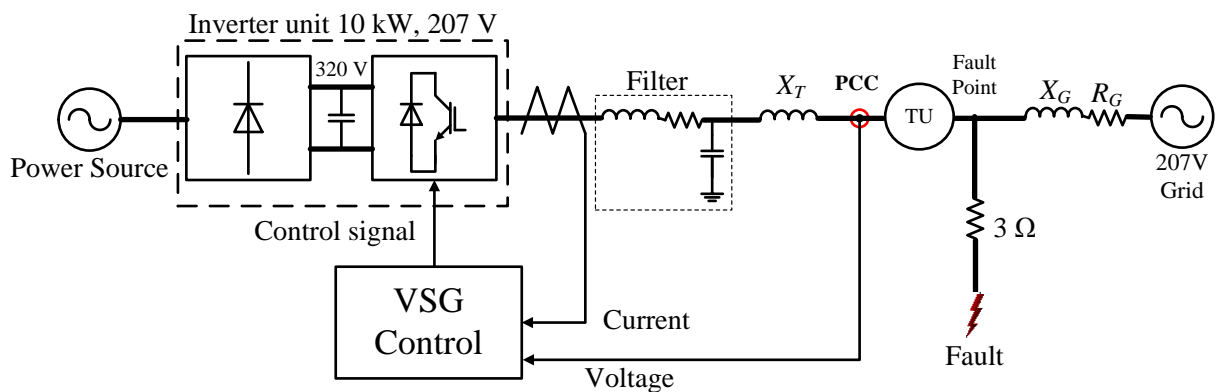 Inverter unit 10 kW, 207 V
320 V
Power Source
Control signal
VSG
Control
Current
Voltage
Filter
X_T
PCC
TU
Fault
Point
X_G
R_G
207V
Grid
3 Ω
Fault